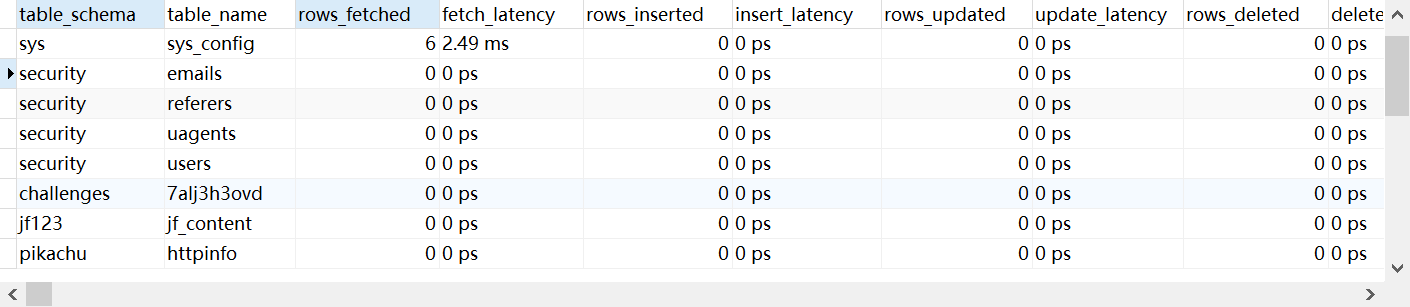 table_schema table_name rows_fetched fetch_latency rows_inserted insert_latency rows_updated update_latency rows_deleted delete
sys sys_config 6 2.49 ms 0 0 ps 0 0 ps 0 0 ps
security emails 0 0 ps 0 0 ps 0 0 ps 0 0 ps
security referers 0 0 ps 0 0 ps 0 0 ps 0 0 ps
security uagents 0 0 ps 0 0 ps 0 0 ps 0 0 ps
security users 0 0 ps 0 0 ps 0 0 ps 0 0 ps
challenges 7alj3h3ovd 0 0 ps 0 0 ps 0 0 ps 0 0 ps
jf123 jf_content 0 0 ps 0 0 ps 0 0 ps 0 0 ps
pikachu httpinfo 0 0 ps 0 0 ps 0 0 ps 0 0 ps